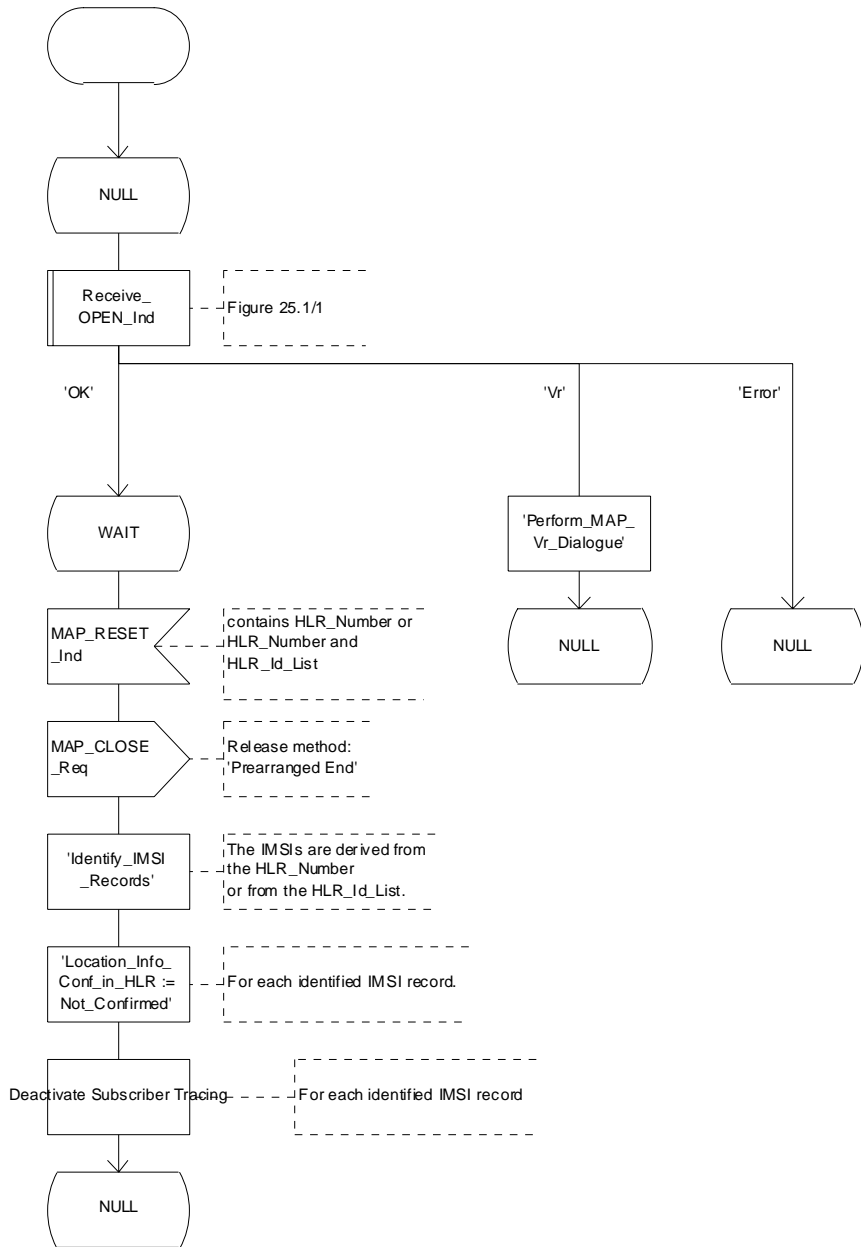 NULL
Receive_
OPEN_Ind
Figure 25.1/1
'OK'
'Vr'
'Error'
WAIT
'Perform_MAP_
Vr_Dialogue'
MAP_RESET
_Ind
contains HLR_Number or
HLR_Number and
HLR_Id_List
NULL
NULL
MAP_CLOSE
_Req
Release method:
'Prearranged End'
'Identify_IMSI
_Records'
The IMSIs are derived from
the HLR_Number
or from the HLR_Id_List.
'Location_Info_
Conf_in_HLR :=
Not_Confirmed'
For each identified IMSI record.
Deactivate Subscriber Tracing
For each identified IMSI record
NULL